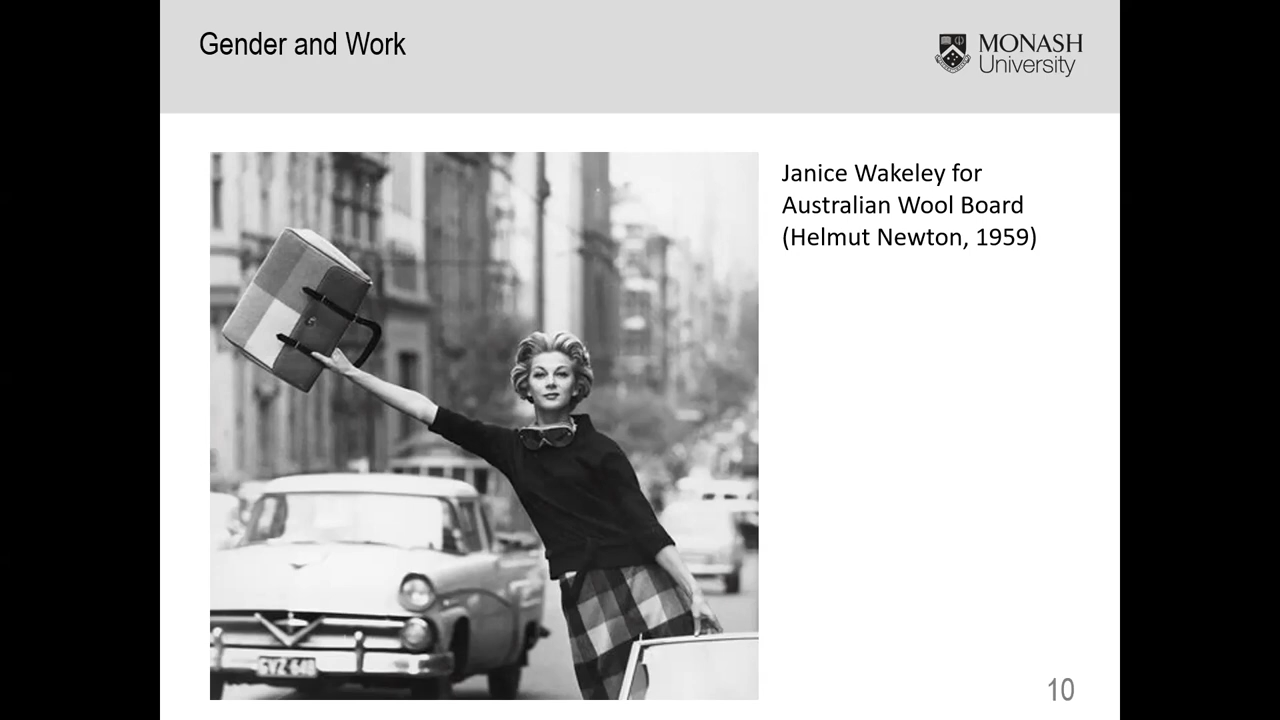 Gender and Work
MONASH
University
Janice Wakeley for
Australian Wool Board
(Helmut Newton, 1959)
10